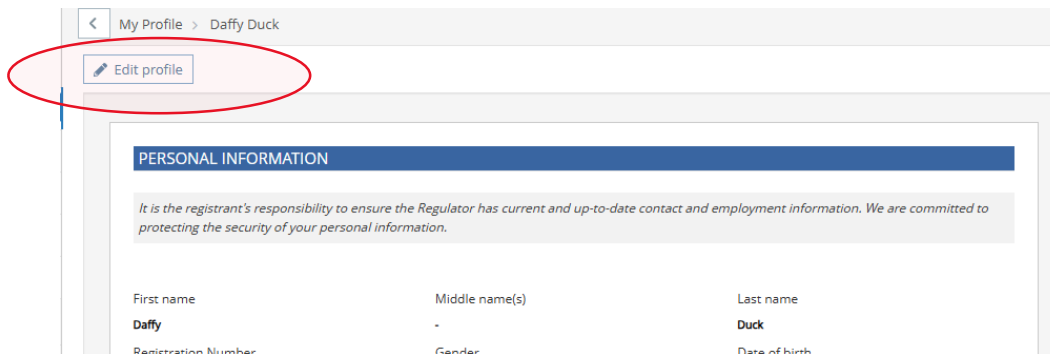 My Profile > Daffy Duck
Edit profile
PERSONAL INFORMATION
It is the registrant's responsibility to ensure the Regulator has current and up-to-date contact and employment information. We are committed to
protecting the security of your personal information.
First name Middle name(s) Last name
Daffy - Duck
Registration Number Gender Date of birth